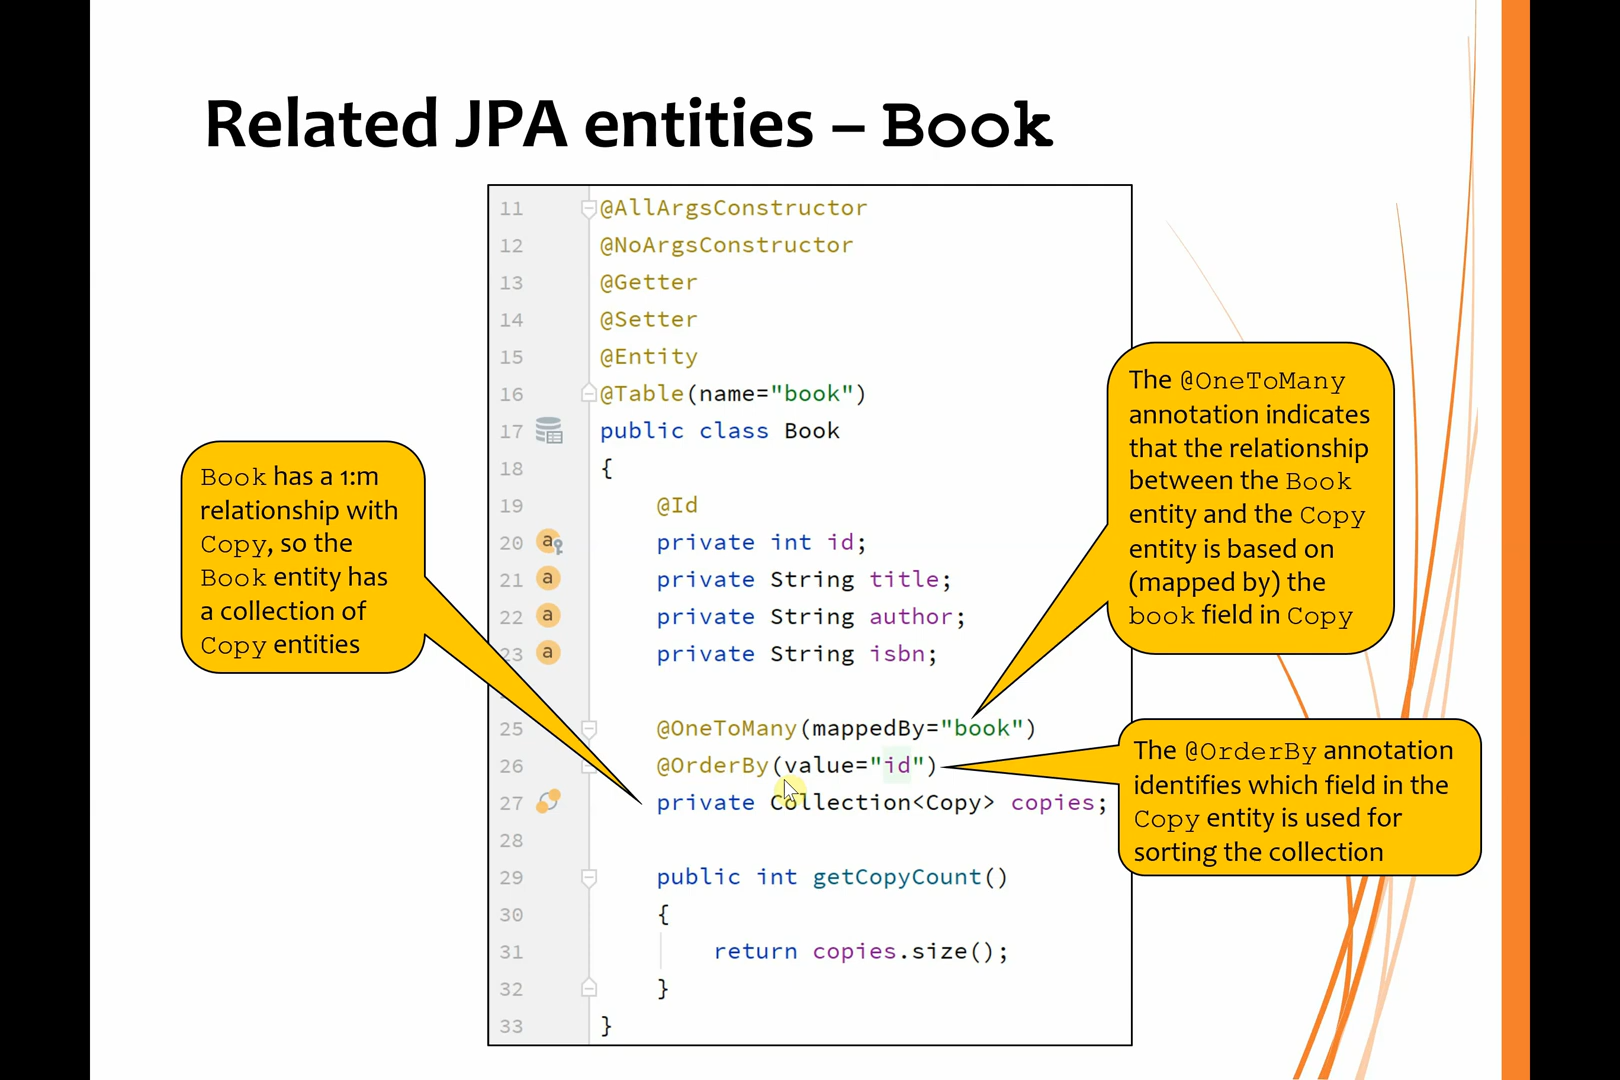 Related JPA entities – Book
11 @AllArgsConstructor
12 @NoArgsConstructor
13 @Getter
14 @Setter
15 @Entity
16 @Table(name="book")
17 public class Book
18 {
19 @Id
20 private int id;
21 private String title;
22 private String author;
23 private String isbn;
25 @OneToMany(mappedBy="book")
26 @OrderBy(value="id")
27 private Collection<Copy> copies;
28
29 public int getCopyCount()
30 {
31 return copies.size();
32 }
33 }
Book has a 1:m
relationship with
Copy, so the
Book entity has
a collection of
Copy entities
The @OneToMany
annotation indicates
that the relationship
between the Book
entity and the Copy
entity is based on
(mapped by) the
book field in Copy
The @OrderBy annotation
identifies which field in the
Copy entity is used for
sorting the collection